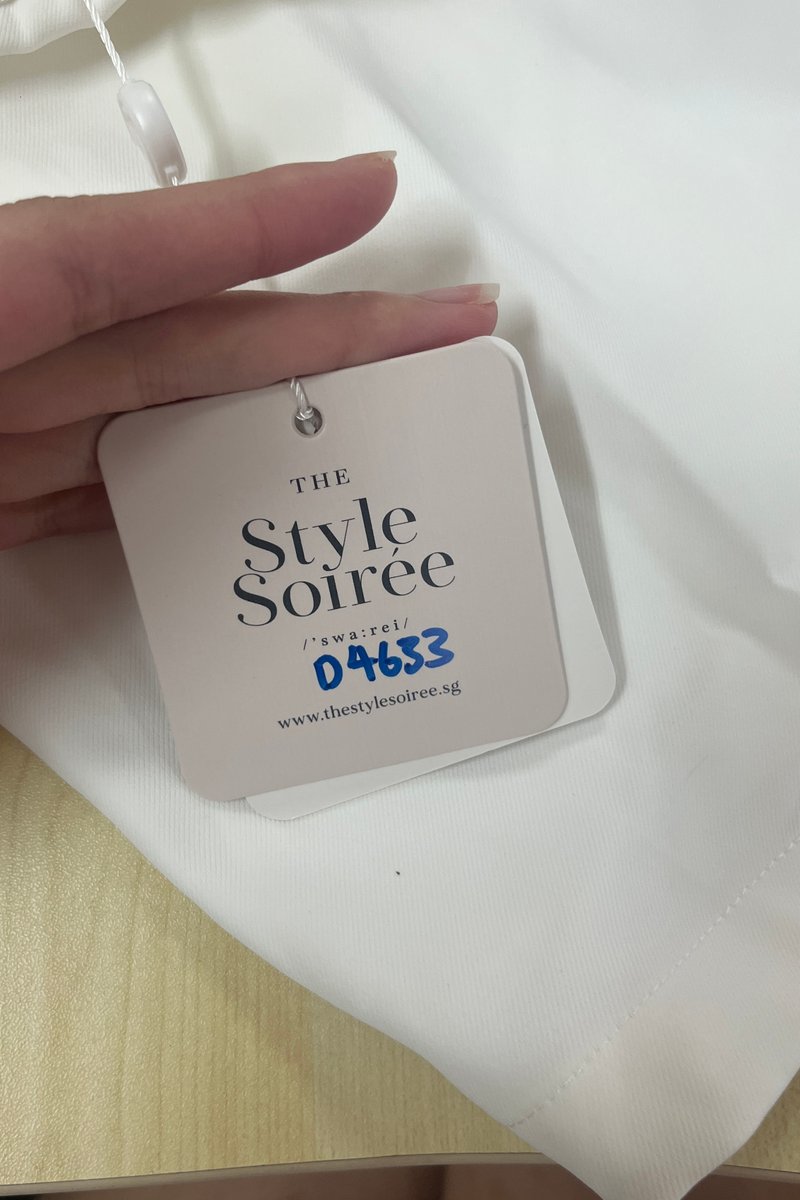 THE
Style
Soirée
/'swa:rei/
D4633
www.thestylesoiree.sg